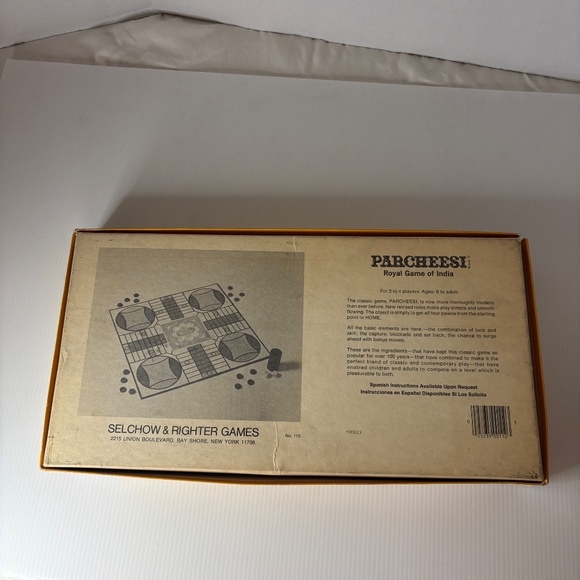 PARCHEESI
Royal Game of India
For 2 to 4 players; Ages: 6 to adult.
The classic game, PARCHEESI, is now more thoroughly modern
than ever before. New revised rules make play simple and smooth
flowing. The object is simply to get all four pawns from the starting
point to HOME.
All the basic elements are here—the combination of luck and
skill; the capture, blockade and set back; the chance to surge
ahead with bonus moves.
These are the ingredients—that have kept this classic game so
popular for over 100 years—that have combined to make it the
perfect blend of classic and contemporary play—that have
enabled children and adults to compete on a level which is
pleasurable to both.
Spanish Instructions Available Upon Request
Instrucciones en Español Disponibles Si Los Solicita
SELCHOW & RIGHTER GAMES
2215 UNION BOULEVARD, BAY SHORE, NEW YORK 11706
No. 110